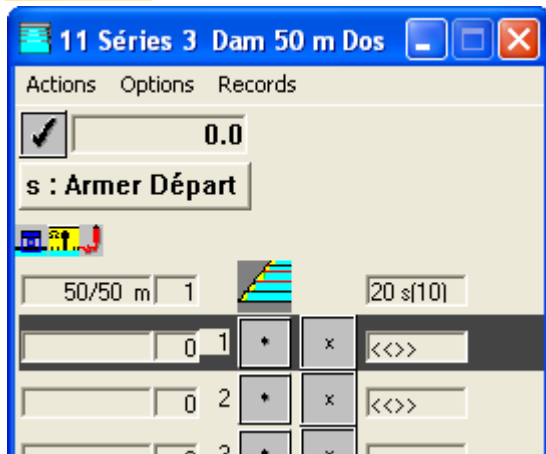 11 Séries 3 Dam 50 m Dos
Actions Options Records
0.0
s : Armer Départ
50/50 m 1 20 s(10)
0 1 * x <<>>
0 2 * x <<>>